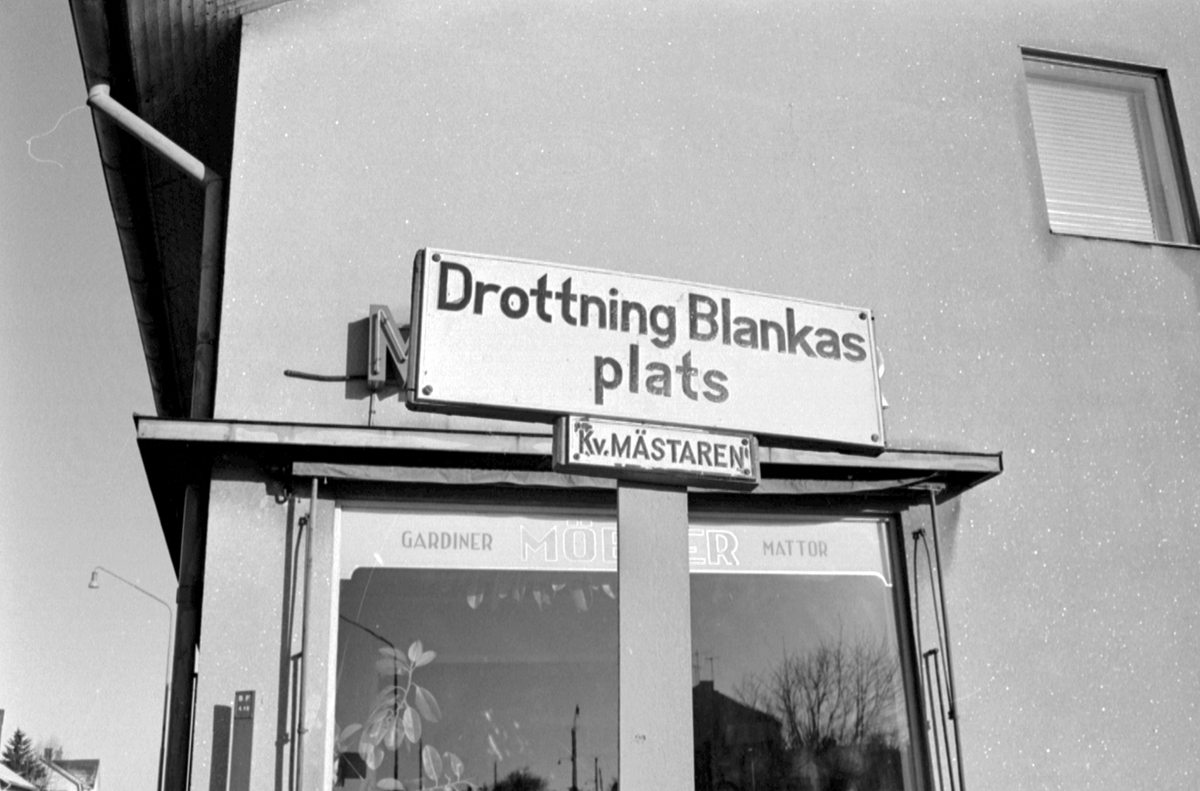 Drottning Blankas
plats
Kv. MÄSTAREN
GARDINER
MATTOR